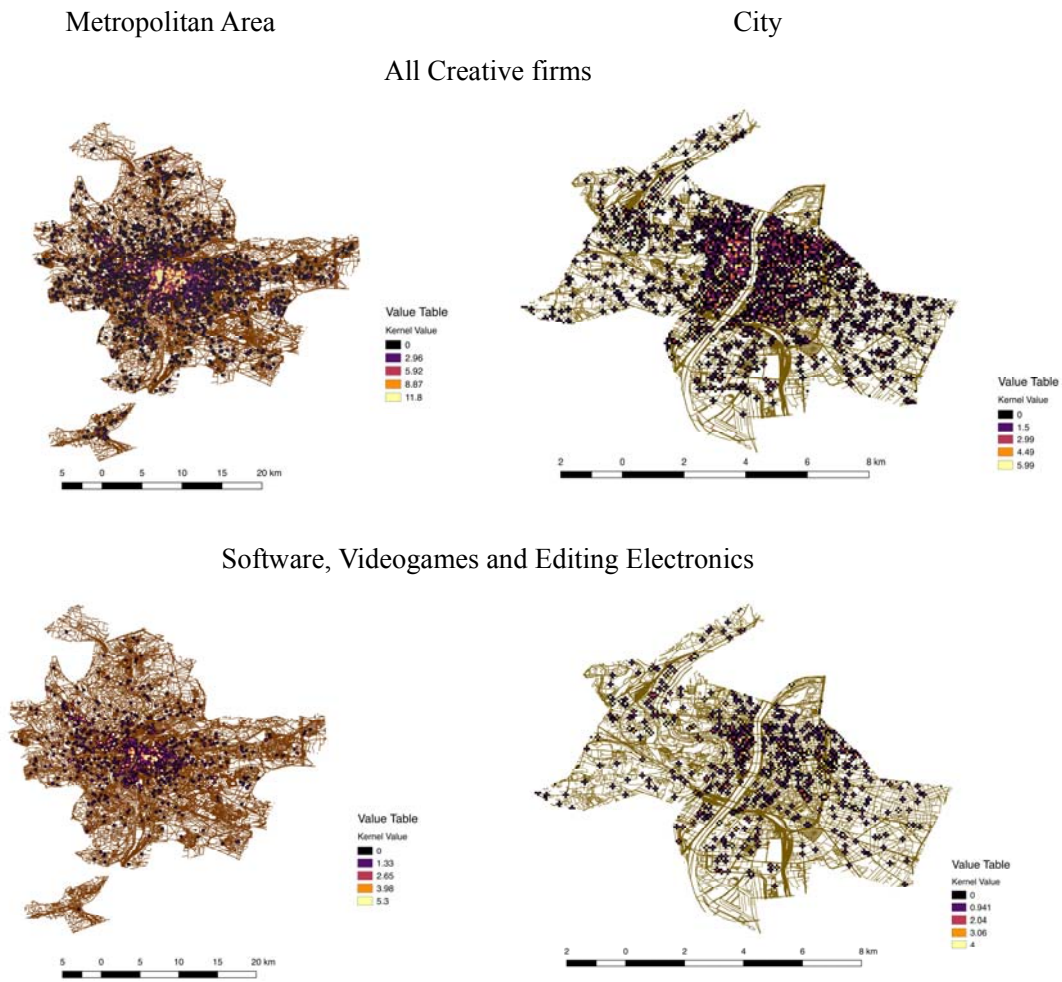 Metropolitan Area
City
All Creative firms
Value Table
Kernel Value
0
2.96
5.92
8.87
11.8
5 0 5 10 15 20 km
Value Table
Kernel Value
0
1.5
2.99
4.49
5.99
2 0 2 4 6 8 km
Software, Videogames and Editing Electronics
Value Table
Kernel Value
0
1.33
2.65
3.98
5.3
5 0 5 10 15 20 km
Value Table
Kernel Value
0
0.941
2.04
3.06
4
2 0 2 4 6 8 km